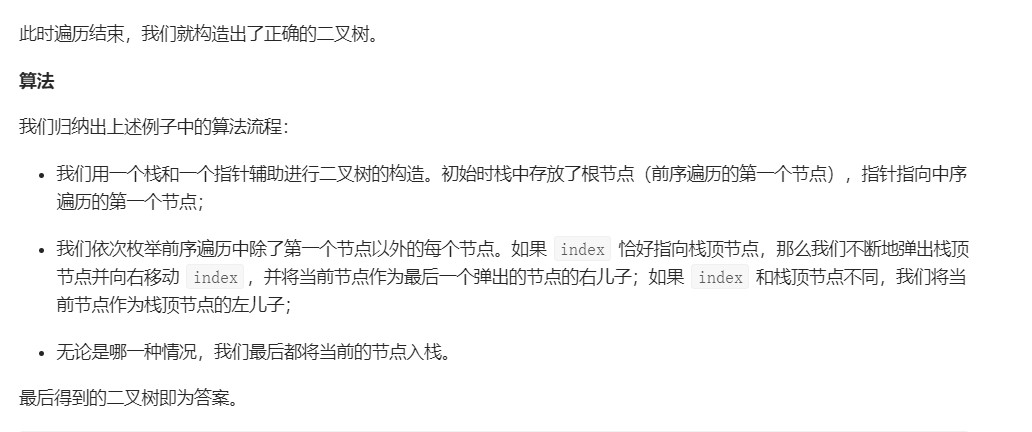 此时遍历结束，我们就构造出了正确的二叉树。
算法
我们归纳出上述例子中的算法流程：
• 我们用一个栈和一个指针辅助进行二叉树的构造。初始时栈中存放了根节点（前序遍历的第一个节点），指针指向中序
遍历的第一个节点；
• 我们依次枚举前序遍历中除了第一个节点以外的每个节点。如果 index 恰好指向栈顶节点，那么我们不断地弹出栈顶
节点并向右移动 index ，并将当前节点作为最后一个弹出的节点的右儿子；如果 index 和栈顶节点不同，我们将当
前节点作为栈顶节点的左儿子；
• 无论是哪一种情况，我们最后都将当前的节点入栈。
最后得到的二叉树即为答案。